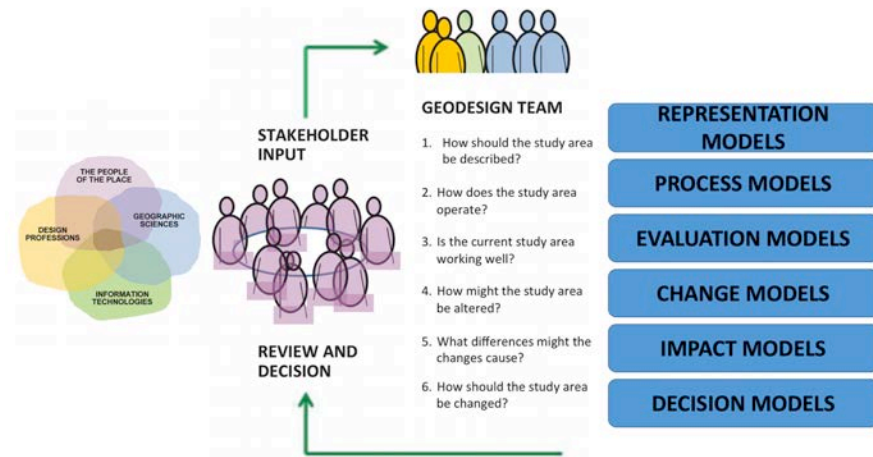 THE PEOPLE
OF THE PLACE
DESIGN
PROFESSIONS
GEOGRAPHIC
SCIENCES
INFORMATION
TECHNOLOGIES
STAKEHOLDER
INPUT
REVIEW AND
DECISION
GEODESIGN TEAM
1. How should the study area
be described?
2. How does the study area
operate?
3. Is the current study area
working well?
4. How might the study area
be altered?
5. What differences might the
changes cause?
6. How should the study area
be changed?
REPRESENTATION
MODELS
PROCESS MODELS
EVALUATION MODELS
CHANGE MODELS
IMPACT MODELS
DECISION MODELS